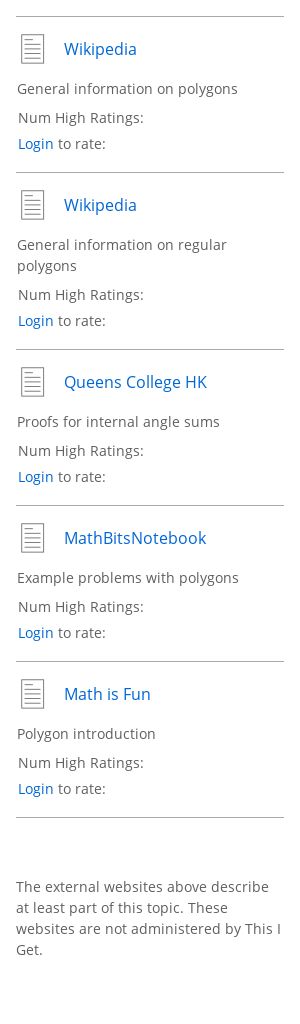 Wikipedia
General information on polygons
Num High Ratings:
Login to rate:
Wikipedia
General information on regular
polygons
Num High Ratings:
Login to rate:
Queens College HK
Proofs for internal angle sums
Num High Ratings:
Login to rate:
MathBitsNotebook
Example problems with polygons
Num High Ratings:
Login to rate:
Math is Fun
Polygon introduction
Num High Ratings:
Login to rate:
The external websites above describe
at least part of this topic. These
websites are not administered by This I
Get.